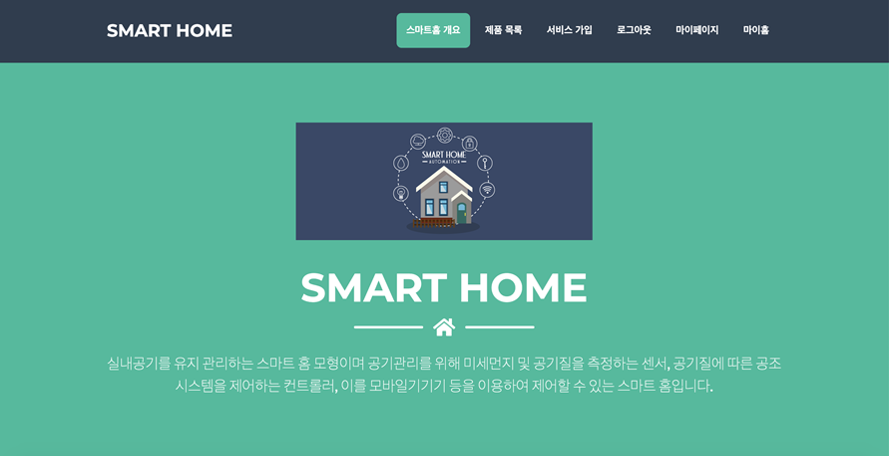 SMART HOME
스마트홈 개요 제품 목록 서비스 가입 로그아웃 마이페이지 마이홈
SMART HOME
AUTOMATION
SMART HOME
실내공기를 유지 관리하는 스마트 홈 모형이며 공기관리를 위해 미세먼지 및 공기질을 측정하는 센서, 공기질에 따른 공조
시스템을 제어하는 컨트롤러, 이를 모바일기기기 등을 이용하여 제어할 수 있는 스마트 홈입니다.